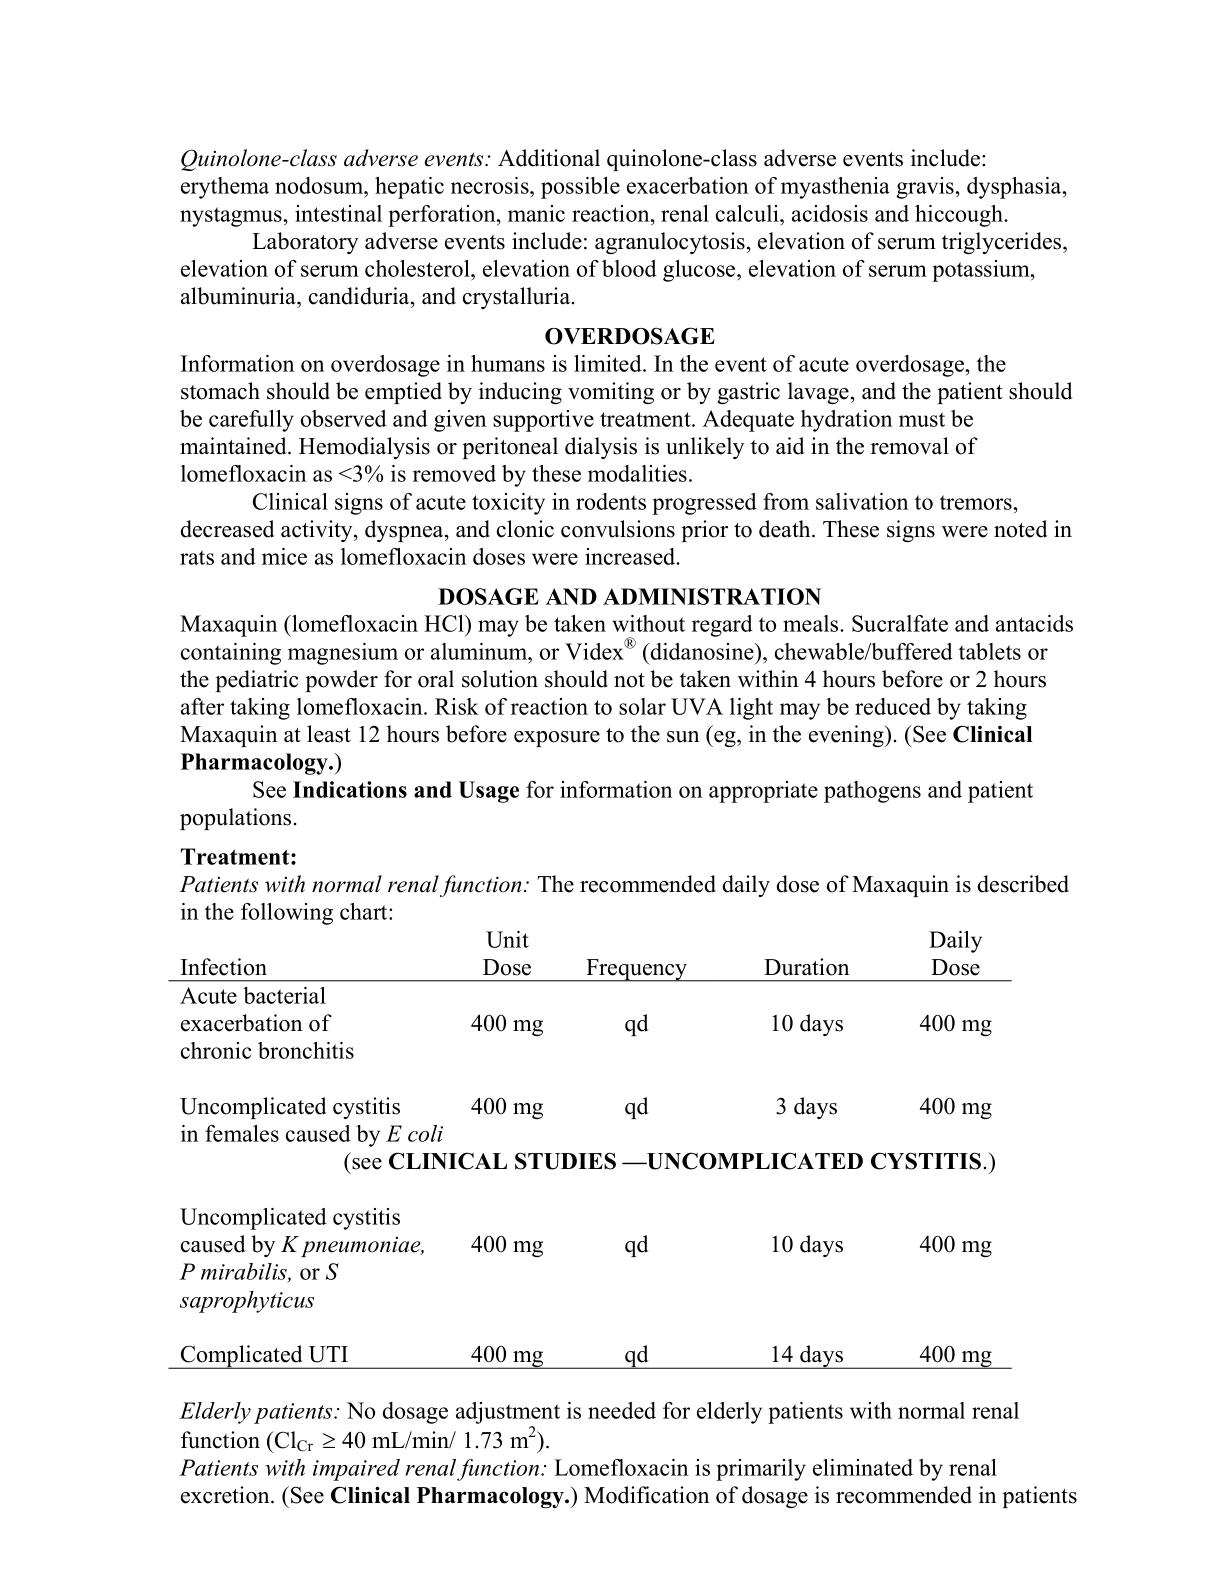 Quinolone-class adverse events: Additional quinolone-class adverse events include:
erythema nodosum, hepatic necrosis, possible exacerbation of myasthenia gravis, dysphasia,
nystagmus, intestinal perforation, manic reaction, renal calculi, acidosis and hiccough.
Laboratory adverse events include: agranulocytosis, elevation of serum triglycerides,
elevation of serum cholesterol, elevation of blood glucose, elevation of serum potassium,
albuminuria, candiduria, and crystalluria.
OVERDOSAGE
Information on overdosage in humans is limited. In the event of acute overdosage, the
stomach should be emptied by inducing vomiting or by gastric lavage, and the patient should
be carefully observed and given supportive treatment. Adequate hydration must be
maintained. Hemodialysis or peritoneal dialysis is unlikely to aid in the removal of
lomefloxacin as <3% is removed by these modalities.
Clinical signs of acute toxicity in rodents progressed from salivation to tremors,
decreased activity, dyspnea, and clonic convulsions prior to death. These signs were noted in
rats and mice as lomefloxacin doses were increased.
DOSAGE AND ADMINISTRATION
Maxaquin (lomefloxacin HCl) may be taken without regard to meals. Sucralfate and antacids
containing magnesium or aluminum, or Videx® (didanosine), chewable/buffered tablets or
the pediatric powder for oral solution should not be taken within 4 hours before or 2 hours
after taking lomefloxacin. Risk of reaction to solar UVA light may be reduced by taking
Maxaquin at least 12 hours before exposure to the sun (eg, in the evening). (See Clinical
Pharmacology.)
See Indications and Usage for information on appropriate pathogens and patient
populations.
Treatment:
Patients with normal renal function: The recommended daily dose of Maxaquin is described
in the following chart:
Unit Daily
Infection Dose Frequency Duration Dose
Acute bacterial
exacerbation of 400 mg qd 10 days 400 mg
chronic bronchitis
Uncomplicated cystitis 400 mg qd 3 days 400 mg
in females caused by E coli
(see CLINICAL STUDIES —UNCOMPLICATED CYSTITIS.)
Uncomplicated cystitis
caused by K pneumoniae, 400 mg qd 10 days 400 mg
P mirabilis, or S
saprophyticus
Complicated UTI 400 mg qd 14 days 400 mg
Elderly patients: No dosage adjustment is needed for elderly patients with normal renal
function (ClCr ≥ 40 mL/min/ 1.73 m²).
Patients with impaired renal function: Lomefloxacin is primarily eliminated by renal
excretion. (See Clinical Pharmacology.) Modification of dosage is recommended in patients